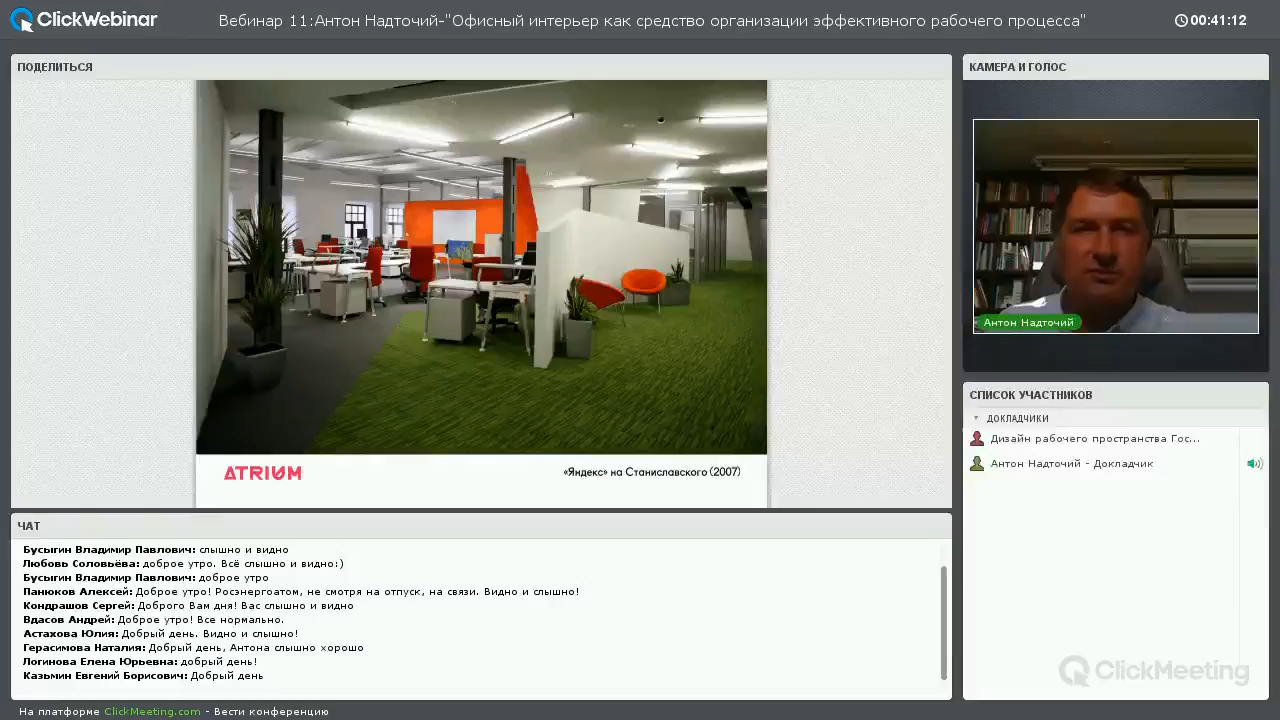 ClickWebinar
Вебинар 11:Антон Надточий-"Офисный интерьер как средство организации эффективного рабочего процесса"
00:41:12
ПОДЕЛИТЬСЯ
ATRIUM
«Яндекс» на Станиславского (2007)
КАМЕРА И ГОЛОС
Антон Надточий
СПИСОК УЧАСТНИКОВ
ДОКЛАДЧИКИ
Дизайн рабочего пространства Гос...
Антон Надточий - Докладчик
ClickMeeting
ЧАТ
Бусыгин Владимир Павлович: слышно и видно
Любовь Соловьёва: доброе утро. Всё слышно и видно:)
Бусыгин Владимир Павлович: доброе утро
Панюков Алексей: Доброе утро! Росэнергоатом, не смотря на отпуск, на связи. Видно и слышно!
Кондрашов Сергей: Доброго Вам дня! Вас слышно и видно
Вдасов Андрей: Доброе утро! Все нормально.
Астахова Юлия: Добрый день. Видно и слышно!
Герасимова Наталия: Добрый день, Антона слышно хорошо
Логинова Елена Юрьевна: добрый день!
Казьмин Евгений Борисович: Добрый день
На платформе ClickMeeting.com - Вести конференцию